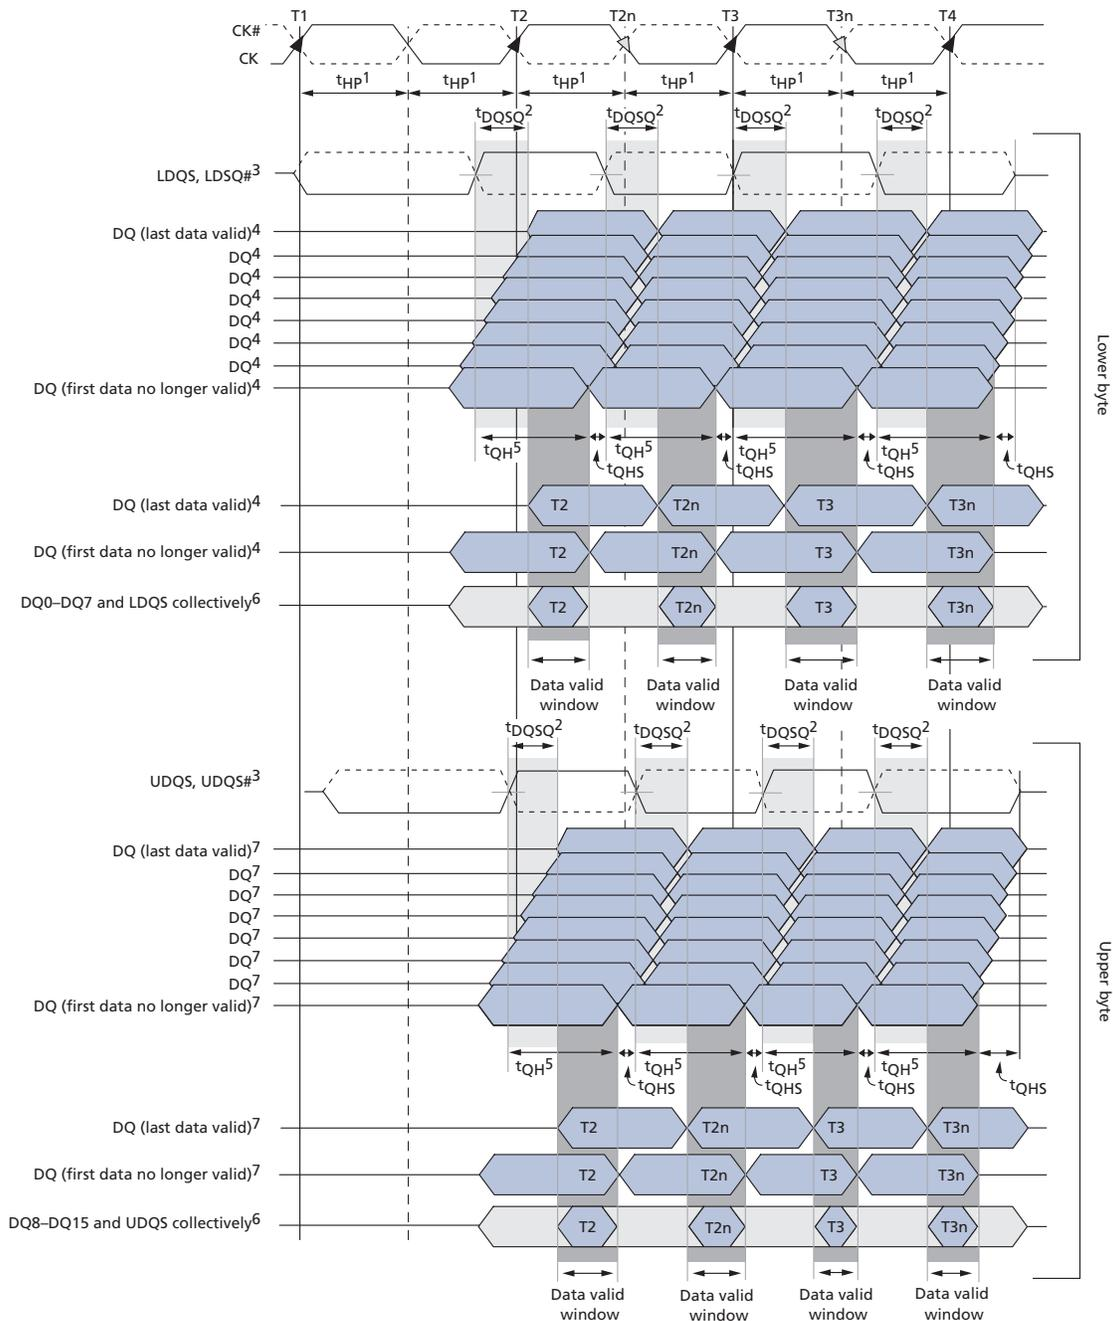 T1 T2 T2n T3 T3n T4
CK#
CK
tHP1 tHP1 tHP1 tHP1 tHP1 tHP1
tDQSQ2 tDQSQ2 tDQSQ2 tDQSQ2
LDQS, LDSQ#3
DQ (last data valid)4
DQ4
DQ4
DQ4
DQ4
DQ4
DQ4
DQ (first data no longer valid)4
Lower byte
tQH5 tQH5 tQH5 tQH5
tQHS tQHS tQHS tQHS
DQ (last data valid)4 T2 T2n T3 T3n
DQ (first data no longer valid)4 T2 T2n T3 T3n
DQ0–DQ7 and LDQS collectively6 T2 T2n T3 T3n
Data valid window
Data valid window
Data valid window
Data valid window
tDQSQ2 tDQSQ2 tDQSQ2 tDQSQ2
UDQS, UDQS#3
DQ (last data valid)7
DQ7
DQ7
DQ7
DQ7
DQ7
DQ7
DQ (first data no longer valid)7
Upper byte
tQH5 tQH5 tQH5 tQH5
tQHS tQHS tQHS tQHS
DQ (last data valid)7 T2 T2n T3 T3n
DQ (first data no longer valid)7 T2 T2n T3 T3n
DQ8–DQ15 and UDQS collectively6 T2 T2n T3 T3n
Data valid window
Data valid window
Data valid window
Data valid window